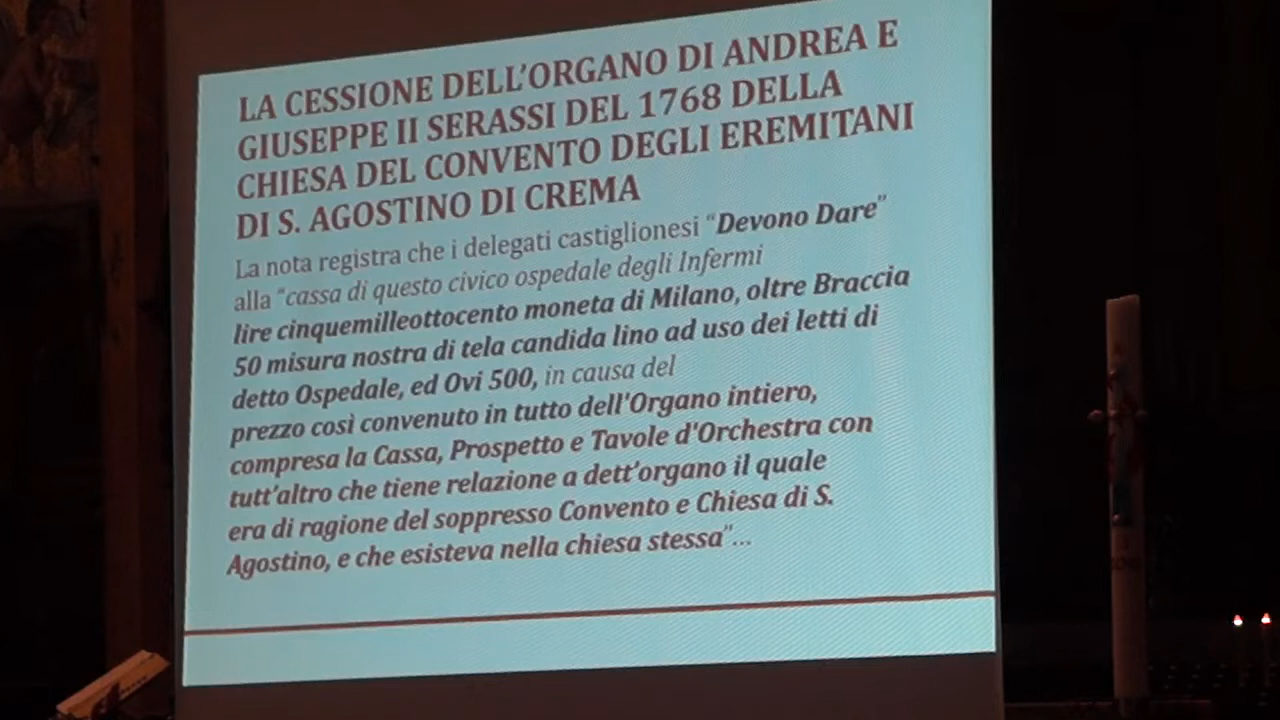 LA CESSIONE DELL'ORGANO DI ANDREA E
GIUSEPPE II SERASSI DEL 1768 DELLA
CHIESA DEL CONVENTO DEGLI EREMITANI
DI S. AGOSTINO DI CREMA
La nota registra che i delegati castiglionesi "Devono Dare"
alla "cassa di questo civico ospedale degli Infermi
lire cinquemilleottocento moneta di Milano, oltre Braccia
50 misura nostra di tela candida lino ad uso dei letti di
detto Ospedale, ed Ovi 500, in causa del
prezzo così convenuto in tutto dell'Organo intiero,
compresa la Cassa, Prospetto e Tavole d'Orchestra con
tutt'altro che tiene relazione a dett'organo il quale
era di ragione del soppresso Convento e Chiesa di S.
Agostino, e che esisteva nella chiesa stessa"...